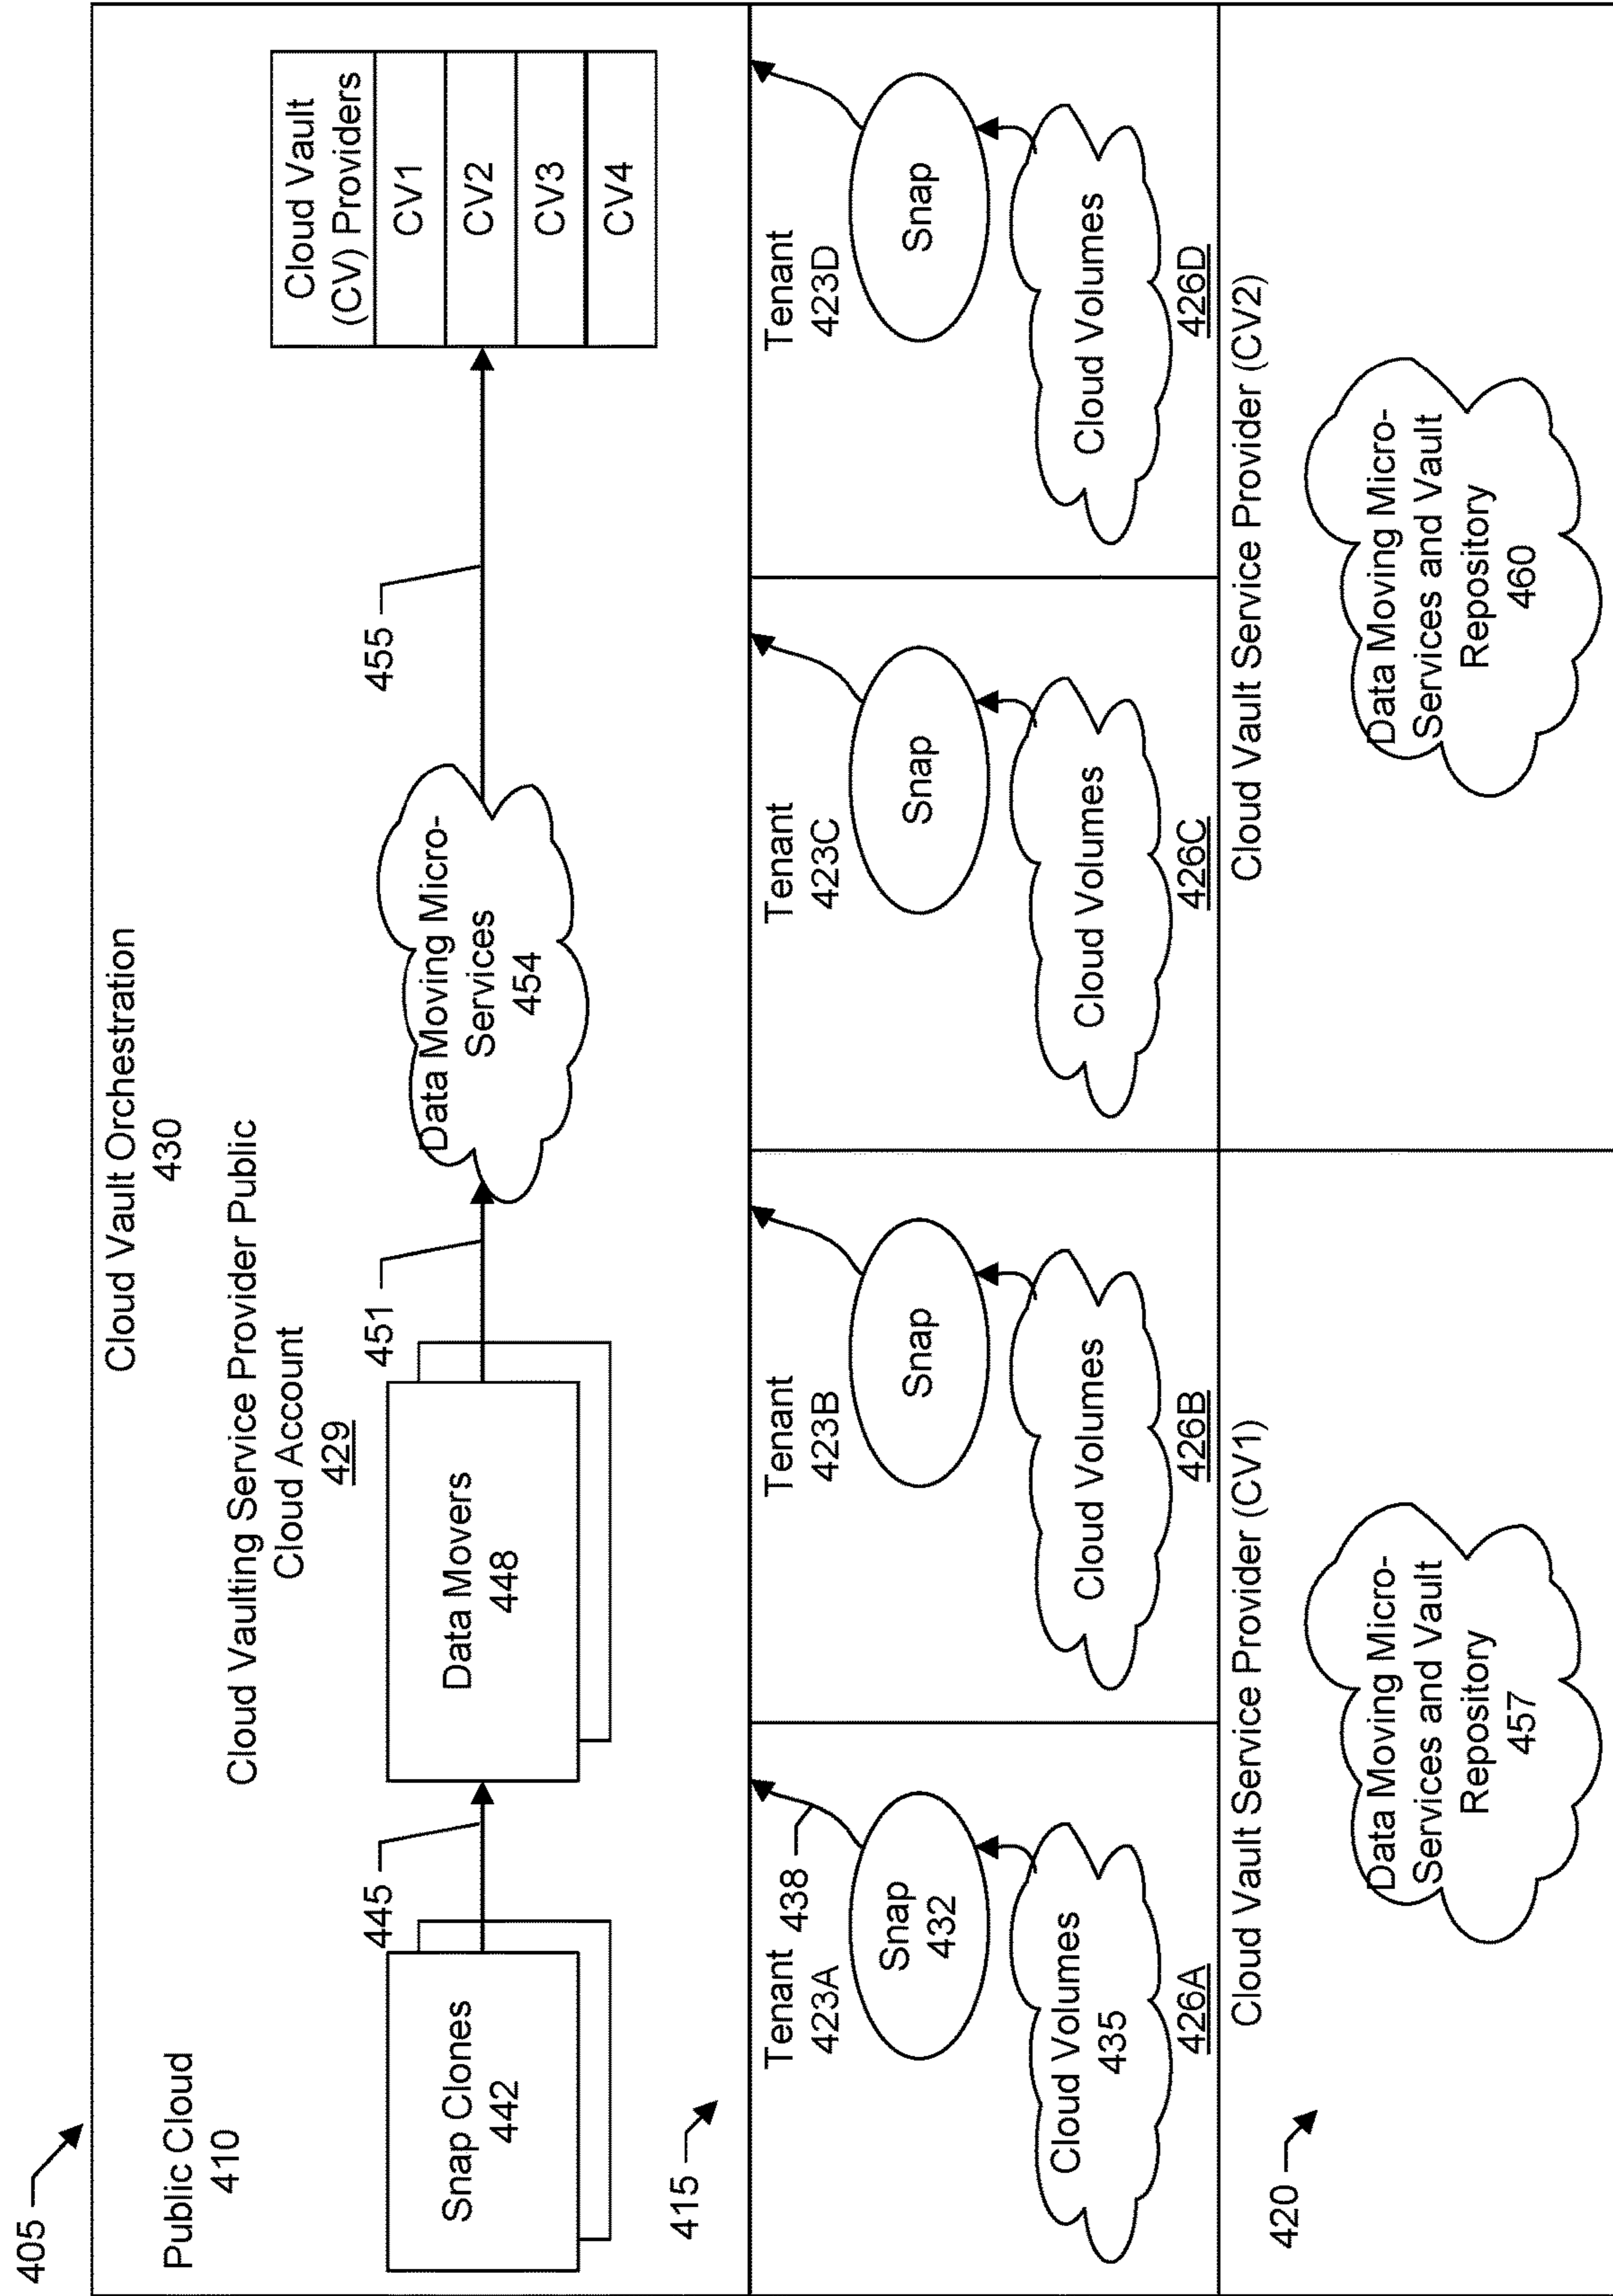 405
Cloud Vault Orchestration
430
Public Cloud
410
Cloud Vaulting Service Provider Public
Cloud Account
429
Snap Clones
442
445
Data Movers
448
451
Data Moving Micro-
Services
454
455
Cloud Vault
(CV) Providers
CV1
CV2
CV3
CV4
415
Tenant
423A
438
Snap
432
Cloud Volumes
435
426A
Tenant
423B
Snap
Cloud Volumes
426B
Tenant
423C
Snap
Cloud Volumes
426C
Tenant
423D
Snap
Cloud Volumes
426D
420
Cloud Vault Service Provider (CV1)
Data Moving Micro-
Services and Vault
Repository
457
Cloud Vault Service Provider (CV2)
Data Moving Micro-
Services and Vault
Repository
460